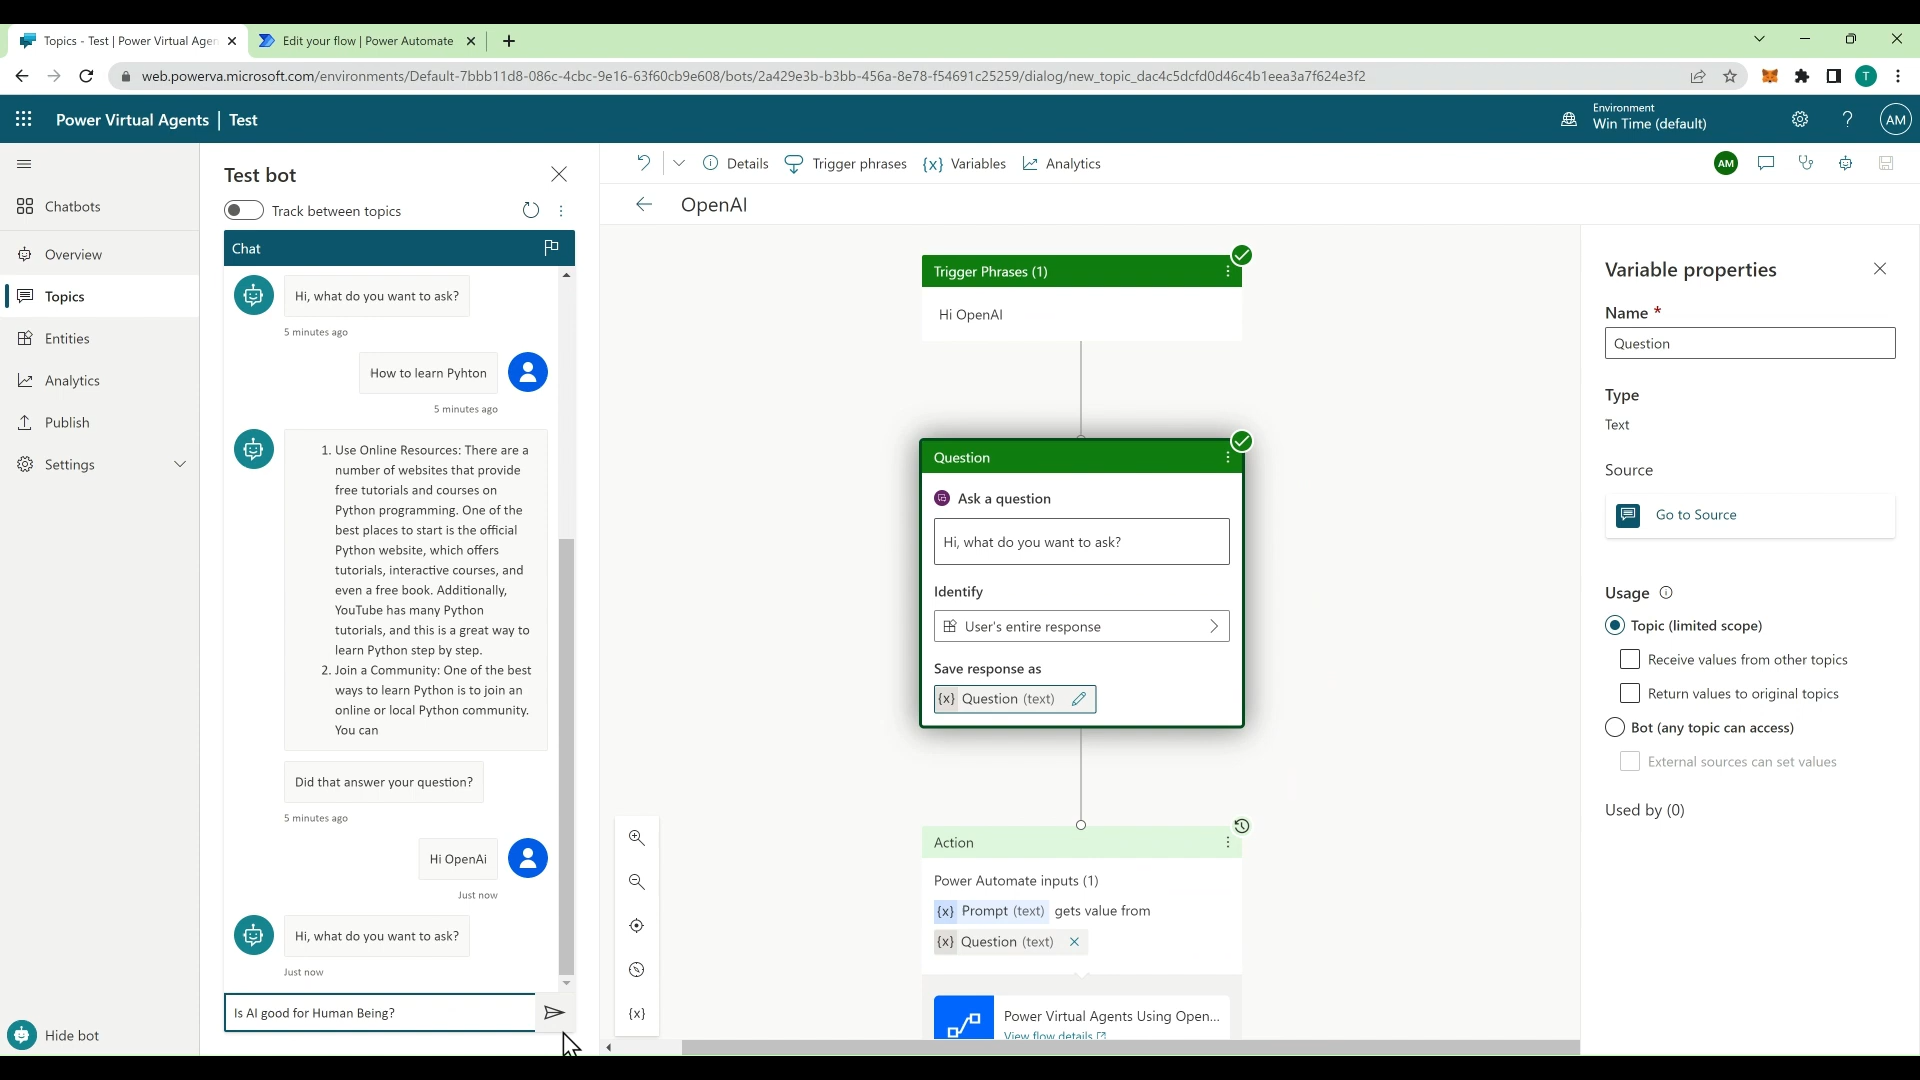 Topics - Test | Power Virtual Agen
Edit your flow | Power Automate
web.powerva.microsoft.com/environments/Default-7bbb11d8-086c-4cbc-9e16-63f60cb9e608/bots/2a429e3b-b3bb-456a-8e78-f54691c25259/dialog/new_topic_dac4c5dcfd0d46c4b1eea3a7f624e3f2
T
Power Virtual Agents | Test
Environment
Win Time (default)
AM
Chatbots
Overview
Topics
Entities
Analytics
Publish
Settings
Hide bot
Test bot
Track between topics
Chat
Hi, what do you want to ask?
5 minutes ago
How to learn Pyhton
5 minutes ago
1. Use Online Resources: There are a
number of websites that provide
free tutorials and courses on
Python programming. One of the
best places to start is the official
Python website, which offers
tutorials, interactive courses, and
even a free book. Additionally,
YouTube has many Python
tutorials, and this is a great way to
learn Python step by step.
2. Join a Community: One of the best
ways to learn Python is to join an
online or local Python community.
You can
Did that answer your question?
5 minutes ago
Hi OpenAi
Just now
Hi, what do you want to ask?
Just now
Is AI good for Human Being?
Details
Trigger phrases
{x} Variables
Analytics
AM
OpenAI
Trigger Phrases (1)
Hi OpenAI
Question
Ask a question
Hi, what do you want to ask?
Identify
User's entire response
Save response as
{x} Question (text)
Action
Power Automate inputs (1)
{x} Prompt (text) gets value from
{x} Question (text)
Power Virtual Agents Using Open...
View flow details
{x}
Variable properties
Name *
Question
Type
Text
Source
Go to Source
Usage
Topic (limited scope)
Receive values from other topics
Return values to original topics
Bot (any topic can access)
External sources can set values
Used by (0)